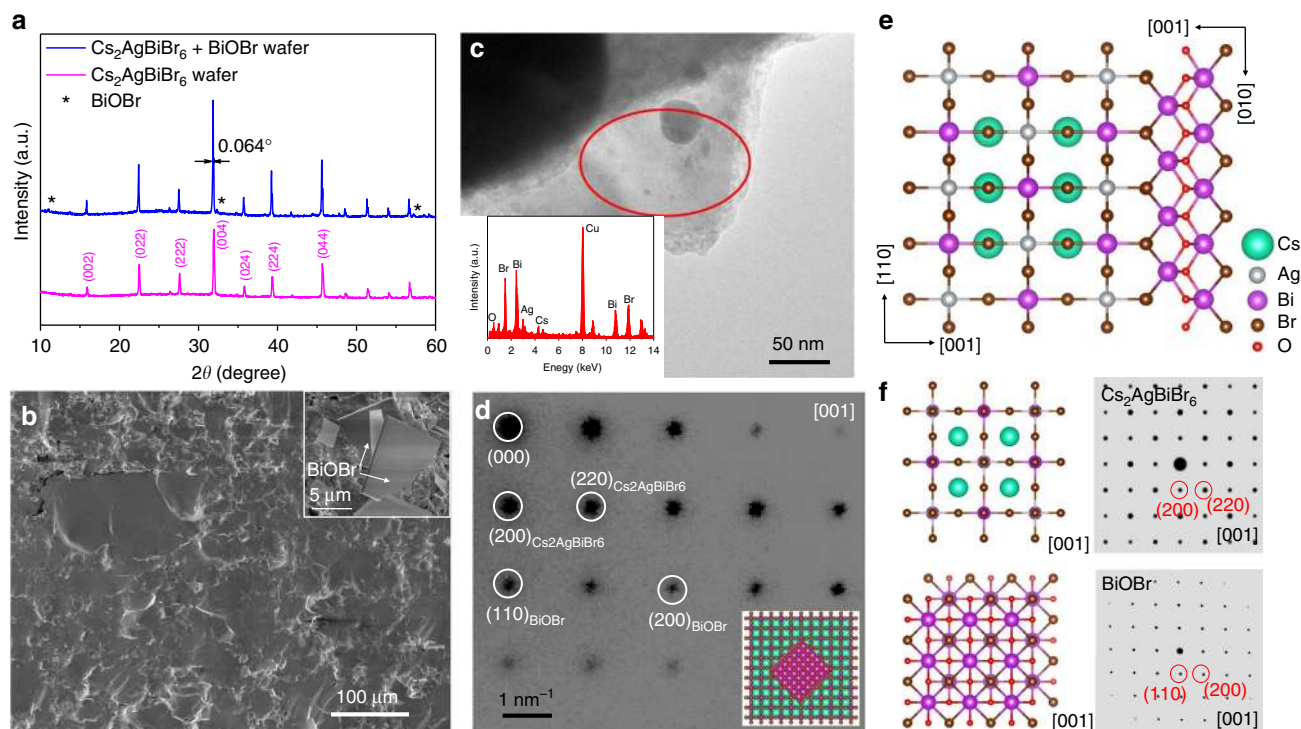 a
Cs2AgBiBr6 + BiOBr wafer
Cs2AgBiBr6 wafer
* BiOBr
0.064°
*
*
*
(002)
(022)
(222)
(004)
(024)
(224)
(044)
Intensity (a.u.)
10
20
30
40
50
60
2θ (degree)
b
BiOBr
5 μm
100 μm
c
Cu
Br
Bi
Ag
O
Cs
Bi
Br
Intensity (a.u.)
0
2
4
6
8
10
12
14
Enegy (keV)
50 nm
d
[001]
(000)
(220)Cs2AgBiBr6
(200)Cs2AgBiBr6
(110)BiOBr
(200)BiOBr
1 nm−1
e
[001]
[010]
[110]
[001]
Cs
Ag
Bi
Br
O
f
[001]
Cs2AgBiBr6
(200)
(220)
[001]
[001]
BiOBr
(110)
(200)
[001]